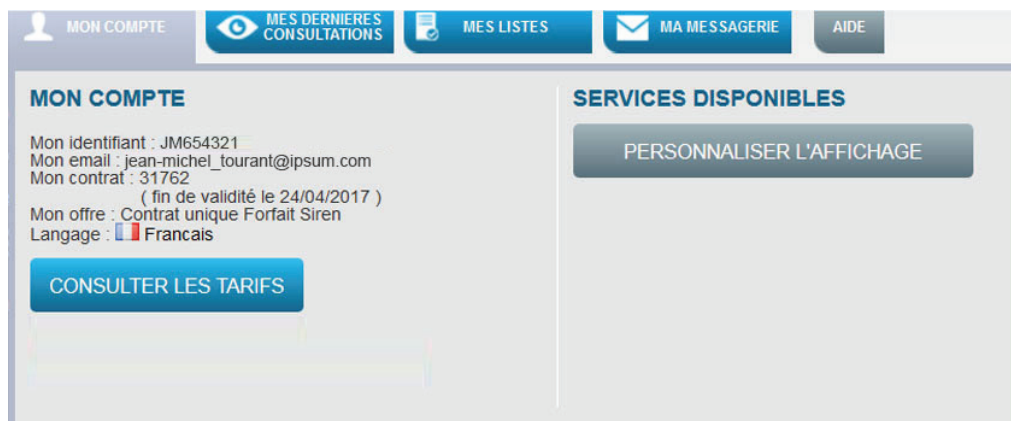 MON COMPTE
MES DERNIERES
CONSULTATIONS
MES LISTES
MA MESSAGERIE
AIDE
MON COMPTE
Mon identifiant : JM654321
Mon email : jean-michel_tourant@ipsum.com
Mon contrat : 31762
( fin de validité le 24/04/2017 )
Mon offre : Contrat unique Forfait Siren
Langage : Francais
CONSULTER LES TARIFS
SERVICES DISPONIBLES
PERSONNALISER L'AFFICHAGE